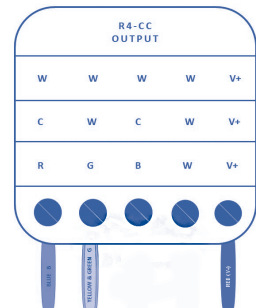 R4-CC
OUTPUT
W W W W V+
C W C W V+
R G B W V+
BLUE B
YELLOW & GREEN G
RED (V+)